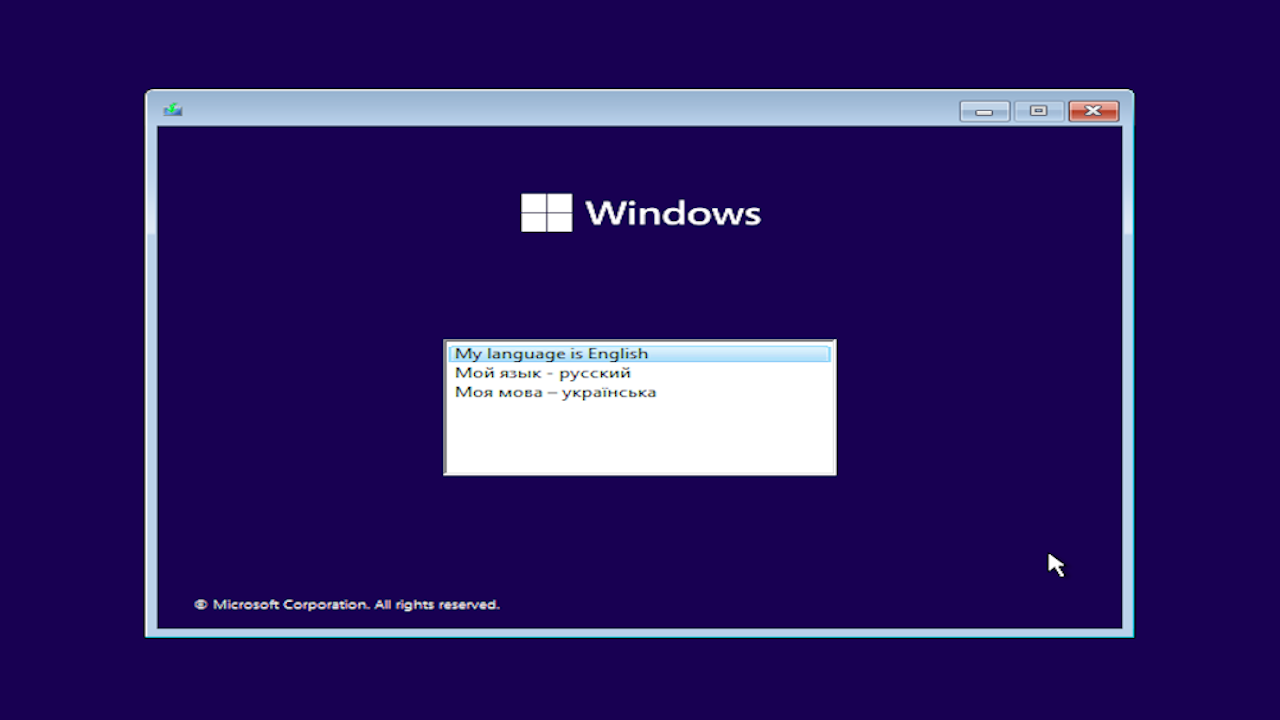 Windows
My language is English
Мой язык - русский
Моя мова – українська
© Microsoft Corporation. All rights reserved.